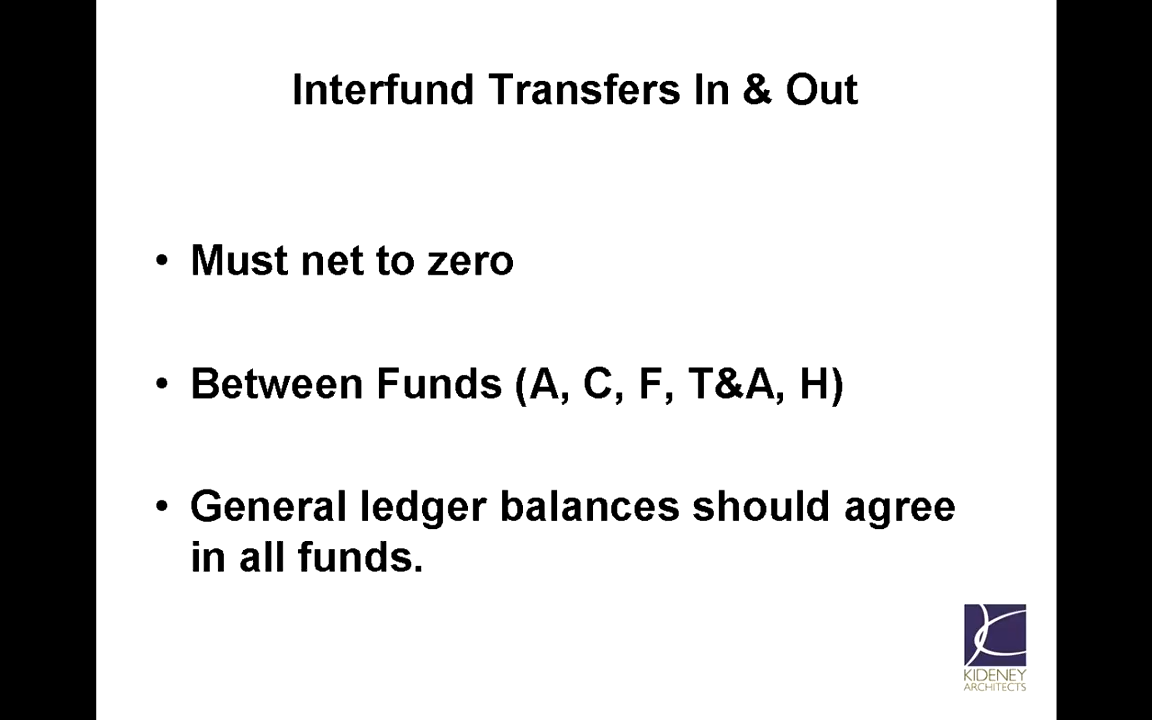 Interfund Transfers In & Out
• Must net to zero
• Between Funds (A, C, F, T&A, H)
• General ledger balances should agree
in all funds.
KIDENEY
ARCHITECTS